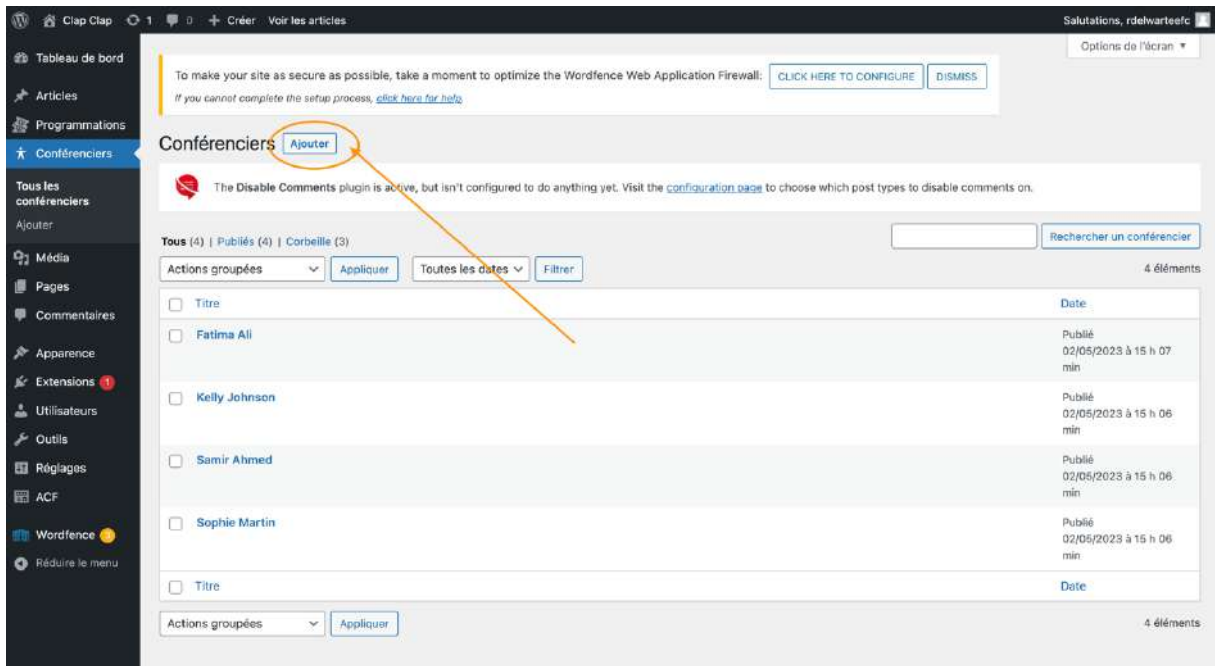 Clap Clap 1 0 + Créer Voir les articles Salutations, rdelwarteefc
Options de l'écran ▼
Tableau de bord
Articles
Programmations
Conférenciers
Tous les conférenciers
Ajouter
Média
Pages
Commentaires
Apparence
Extensions 1
Utilisateurs
Outils
Réglages
ACF
Wordfence 3
Réduire le menu
To make your site as secure as possible, take a moment to optimize the Wordfence Web Application Firewall: CLICK HERE TO CONFIGURE DISMISS
If you cannot complete the setup process, click here for help.
Conférenciers Ajouter
The Disable Comments plugin is active, but isn't configured to do anything yet. Visit the configuration page to choose which post types to disable comments on.
Tous (4) | Publiés (4) | Corbeille (3)
Rechercher un conférencier
Actions groupées Appliquer Toutes les dates Filtrer 4 éléments
Titre Date
Fatima Ali Publié
02/05/2023 à 15 h 07
min
Kelly Johnson Publié
02/05/2023 à 15 h 06
min
Samir Ahmed Publié
02/05/2023 à 15 h 06
min
Sophie Martin Publié
02/05/2023 à 15 h 06
min
Titre Date
Actions groupées Appliquer 4 éléments